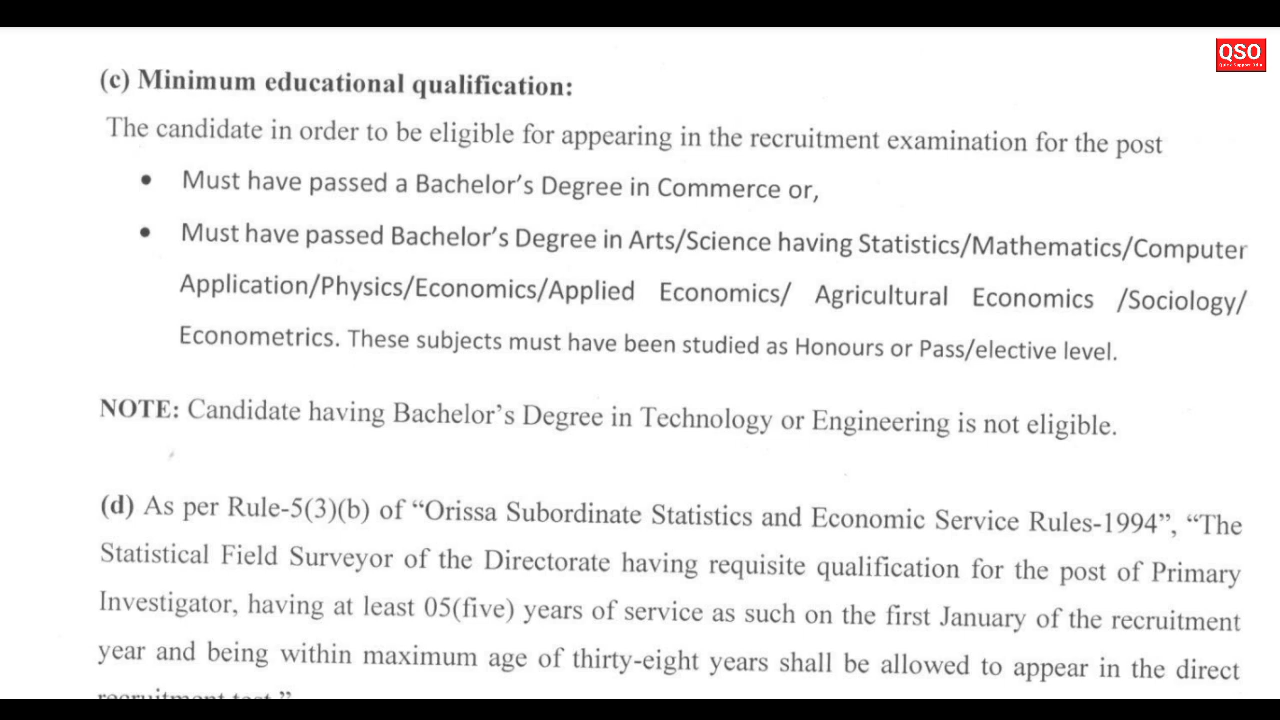 QSO
(c) Minimum educational qualification:
The candidate in order to be eligible for appearing in the recruitment examination for the post
• Must have passed a Bachelor’s Degree in Commerce or,
• Must have passed Bachelor’s Degree in Arts/Science having Statistics/Mathematics/Computer
Application/Physics/Economics/Applied Economics/ Agricultural Economics /Sociology/
Econometrics. These subjects must have been studied as Honours or Pass/elective level.
NOTE: Candidate having Bachelor’s Degree in Technology or Engineering is not eligible.
(d) As per Rule-5(3)(b) of “Orissa Subordinate Statistics and Economic Service Rules-1994”, “The
Statistical Field Surveyor of the Directorate having requisite qualification for the post of Primary
Investigator, having at least 05(five) years of service as such on the first January of the recruitment
year and being within maximum age of thirty-eight years shall be allowed to appear in the direct
recruitment test.”